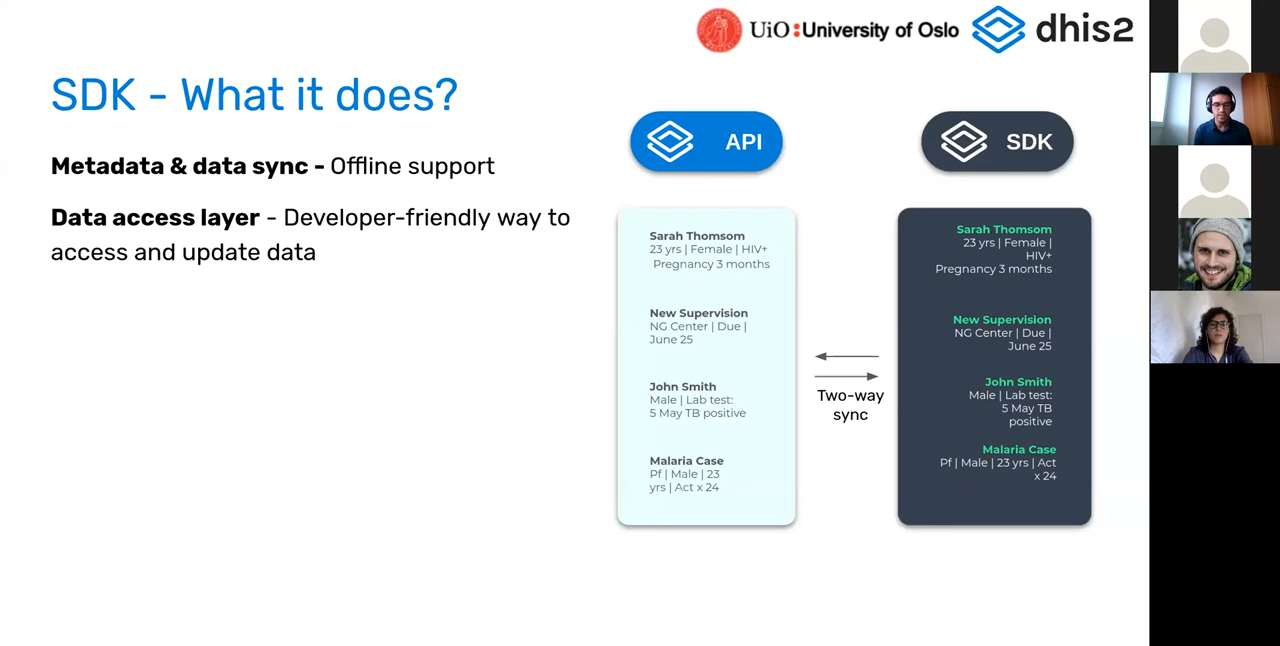 UiO:University of Oslo
dhis2
SDK - What it does?
Metadata & data sync - Offline support
Data access layer - Developer-friendly way to
access and update data
API
Sarah Thomsom
23 yrs | Female | HIV+
Pregnancy 3 months
New Supervision
NG Center | Due |
June 25
John Smith
Male | Lab test:
5 May TB positive
Malaria Case
Pf | Male | 23
yrs | Act x 24
Two-way
sync
SDK
Sarah Thomsom
23 yrs | Female |
HIV+
Pregnancy 3 months
New Supervision
NG Center | Due |
June 25
John Smith
Male | Lab test:
5 May TB
positive
Malaria Case
Pf | Male | 23 yrs | Act
x 24